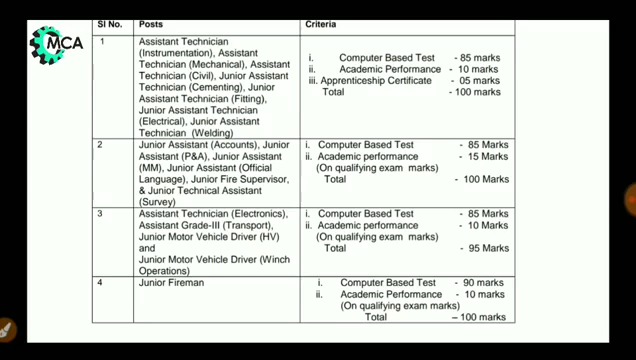 MCA
Sl No. Posts Criteria
1 Assistant Technician
(Instrumentation), Assistant
Technician (Mechanical), Assistant
Technician (Civil), Junior Assistant
Technician (Cementing), Junior
Assistant Technician (Fitting),
Junior Assistant Technician
(Electrical), Junior Assistant
Technician (Welding)
i. Computer Based Test - 85 marks
ii. Academic Performance - 10 marks
iii. Apprenticeship Certificate - 05 marks
Total - 100 marks
2 Junior Assistant (Accounts), Junior
Assistant (P&A), Junior Assistant
(MM), Junior Assistant (Official
Language), Junior Fire Supervisor,
& Junior Technical Assistant
(Survey)
i. Computer Based Test - 85 Marks
ii. Academic performance - 15 Marks
(On qualifying exam marks)
Total - 100 Marks
3 Assistant Technician (Electronics),
Assistant Grade-III (Transport),
Junior Motor Vehicle Driver (HV)
and
Junior Motor Vehicle Driver (Winch
Operations)
i. Computer Based Test - 85 Marks
ii. Academic performance - 10 Marks
(On qualifying exam marks)
Total - 95 Marks
4 Junior Fireman
i. Computer Based Test - 90 marks
ii. Academic Performance - 10 marks
(On qualifying exam marks)
Total – 100 marks